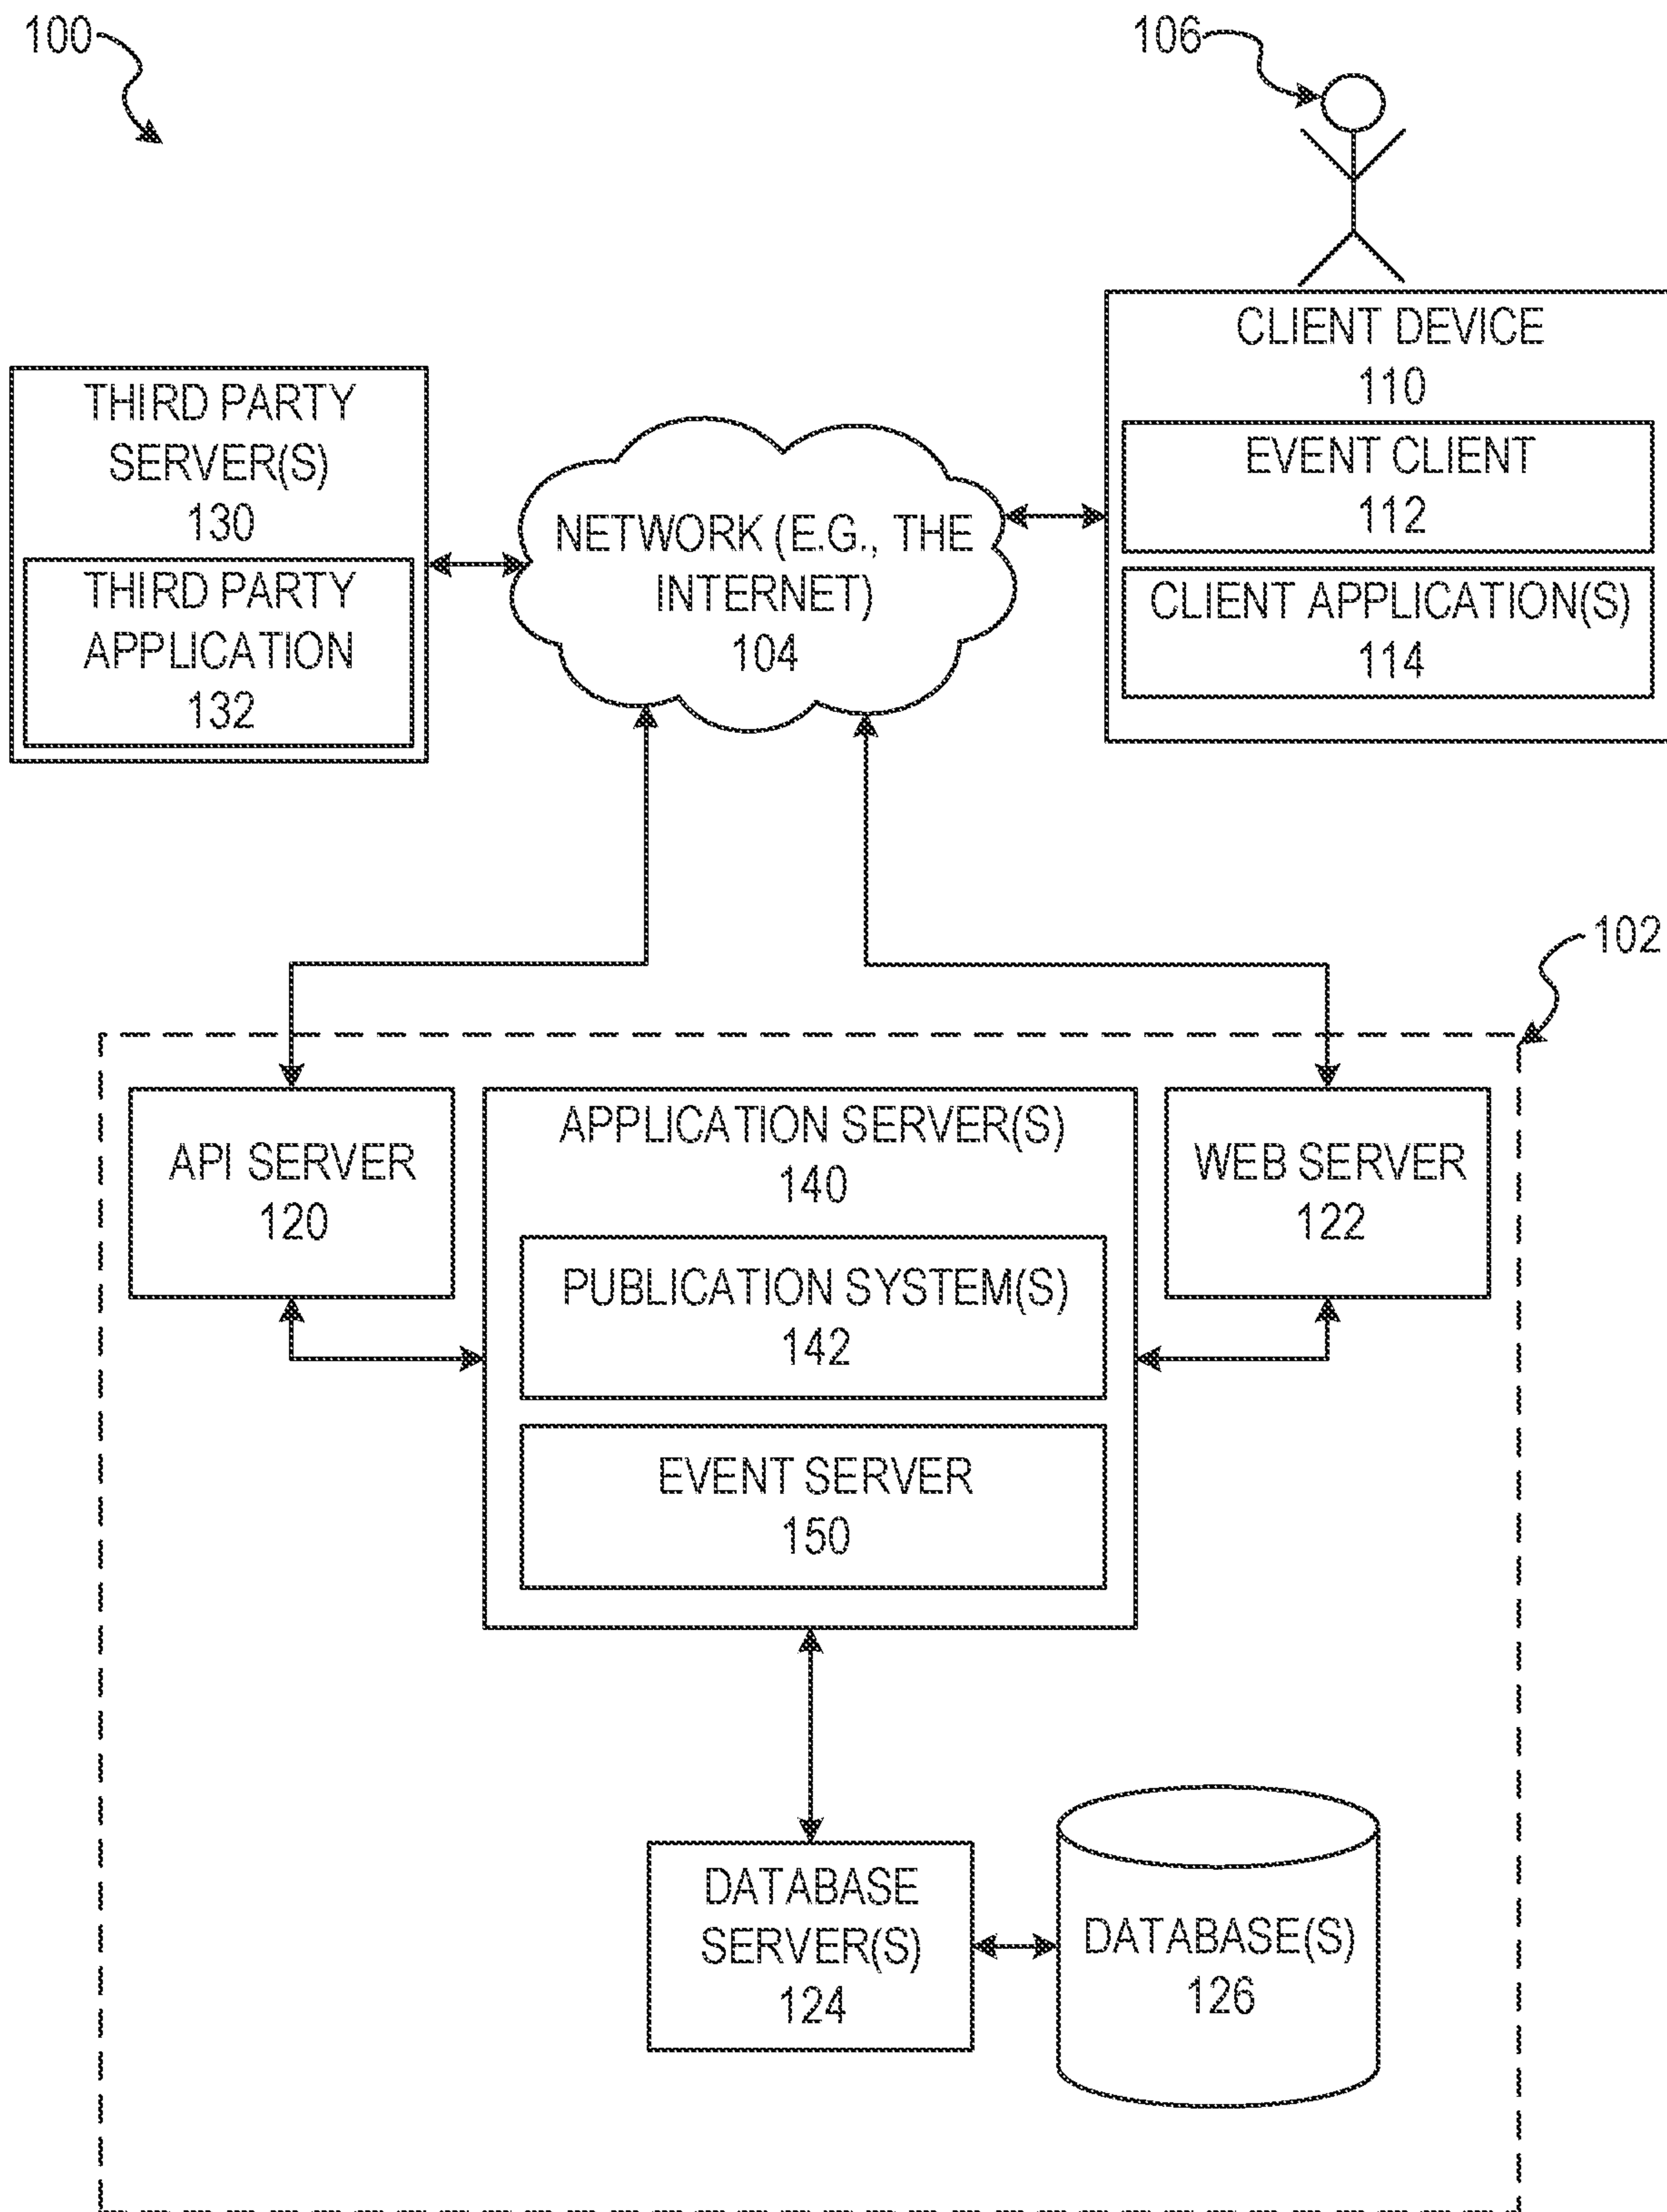 100
106
CLIENT DEVICE
110
EVENT CLIENT
112
CLIENT APPLICATION(S)
114
THIRD PARTY
SERVER(S)
130
THIRD PARTY
APPLICATION
132
NETWORK (E.G., THE
INTERNET)
104
102
API SERVER
120
APPLICATION SERVER(S)
140
PUBLICATION SYSTEM(S)
142
EVENT SERVER
150
WEB SERVER
122
DATABASE
SERVER(S)
124
DATABASE(S)
126